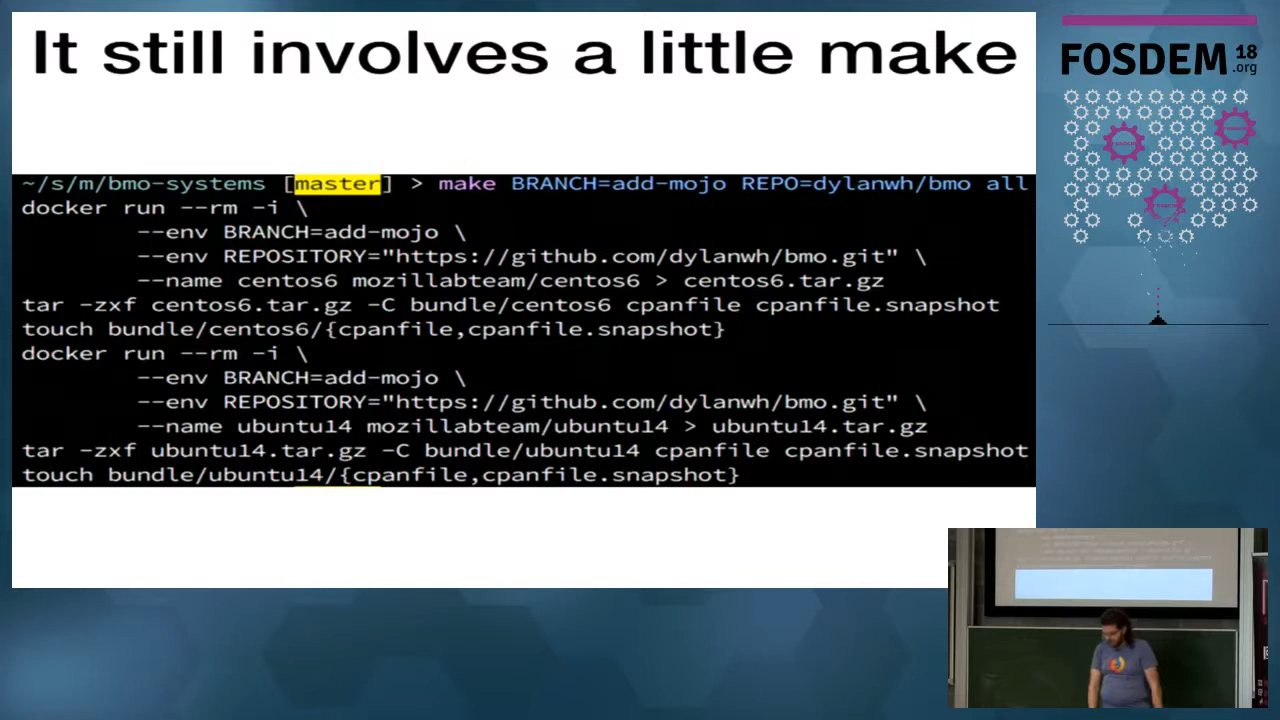 It still involves a little make
~/s/m/bmo-systems [master] > make BRANCH=add-mojo REPO=dylanwh/bmo all
docker run --rm -i \
--env BRANCH=add-mojo \
--env REPOSITORY="https://github.com/dylanwh/bmo.git" \
--name centos6 mozillabteam/centos6 > centos6.tar.gz
tar -zxf centos6.tar.gz -C bundle/centos6 cpanfile cpanfile.snapshot
touch bundle/centos6/{cpanfile,cpanfile.snapshot}
docker run --rm -i \
--env BRANCH=add-mojo \
--env REPOSITORY="https://github.com/dylanwh/bmo.git" \
--name ubuntu14 mozillabteam/ubuntu14 > ubuntu14.tar.gz
tar -zxf ubuntu14.tar.gz -C bundle/ubuntu14 cpanfile cpanfile.snapshot
touch bundle/ubuntu14/{cpanfile,cpanfile.snapshot}
FOSDEM 18
.org